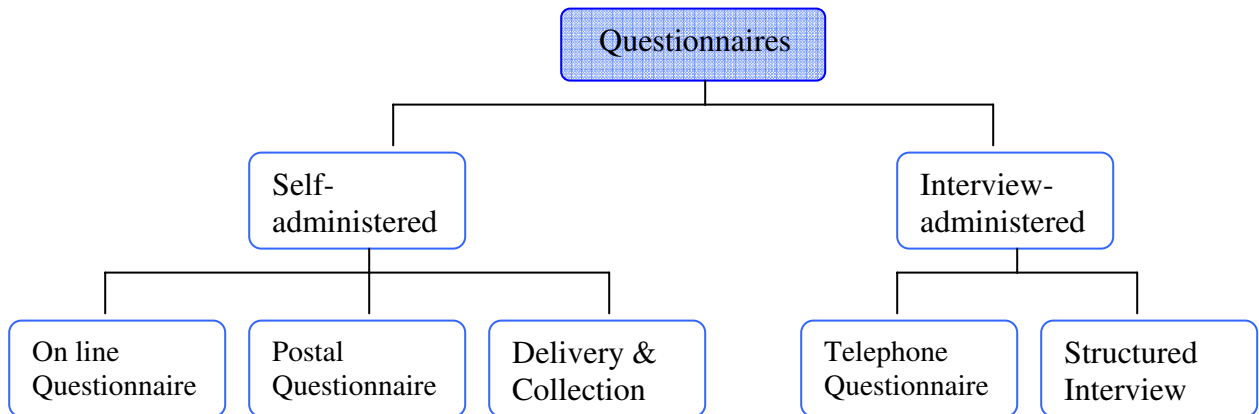 Questionnaires
Self-
administered
Interview-
administered
On line
Questionnaire
Postal
Questionnaire
Delivery &
Collection
Telephone
Questionnaire
Structured
Interview